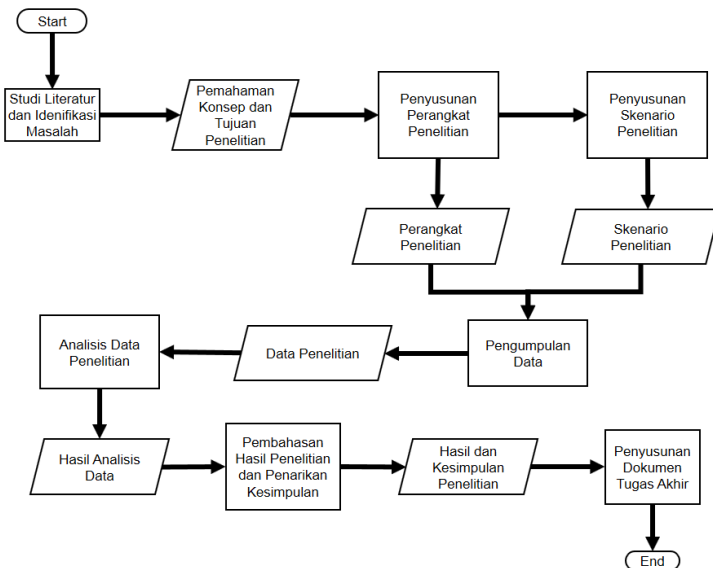 Start
Studi Literatur
dan Idenifikasi
Masalah
Pemahaman
Konsep dan
Tujuan
Penelitian
Penyusunan
Perangkat
Penelitian
Penyusunan
Skenario
Penelitian
Perangkat
Penelitian
Skenario
Penelitian
Pengumpulan
Data
Data Penelitian
Analisis Data
Penelitian
Hasil Analisis
Data
Pembahasan
Hasil Penelitian
dan Penarikan
Kesimpulan
Hasil dan
Kesimpulan
Penelitian
Penyusunan
Dokumen
Tugas Akhir
End